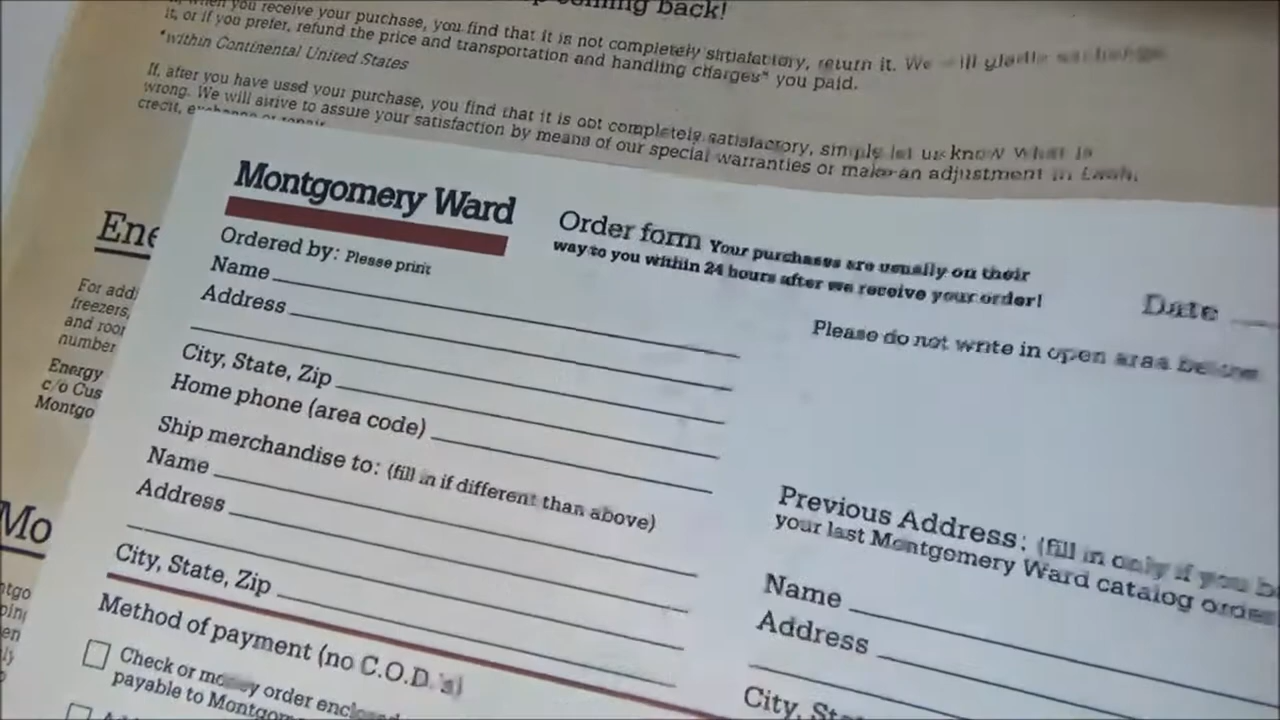 coming back!
when you receive your purchase, you find that it is not completely satisfactory, return it. We will gladly exchange
it, or if you prefer, refund the price and transportation and handling charges* you paid.
*within Continental United States
If, after you have used your purchase, you find that it is not completely satisfactory, simple let us know what is
wrong. We will strive to assure your satisfaction by means of our special warranties or make an adjustment in
credit, exchange or repair.
Montgomery Ward
Ordered by: Please print
Name
Address
City, State, Zip
Home phone (area code)
Ship merchandise to: (fill in if different than above)
Name
Address
City, State, Zip
Method of payment (no C.O.D.'s)
Check or money order enclosed
payable to Montgom
Order form Your purchases are usually on their
way to you within 24 hours after we receive your order!
Date
Please do not write in open area below
Previous Address: (fill in only if you
your last Montgomery Ward catalog order
Name
Address
City, St
Ene
For addi
freezers,
and roor
number
Energy
c/o Cus
Montgo
Mo
ntgo